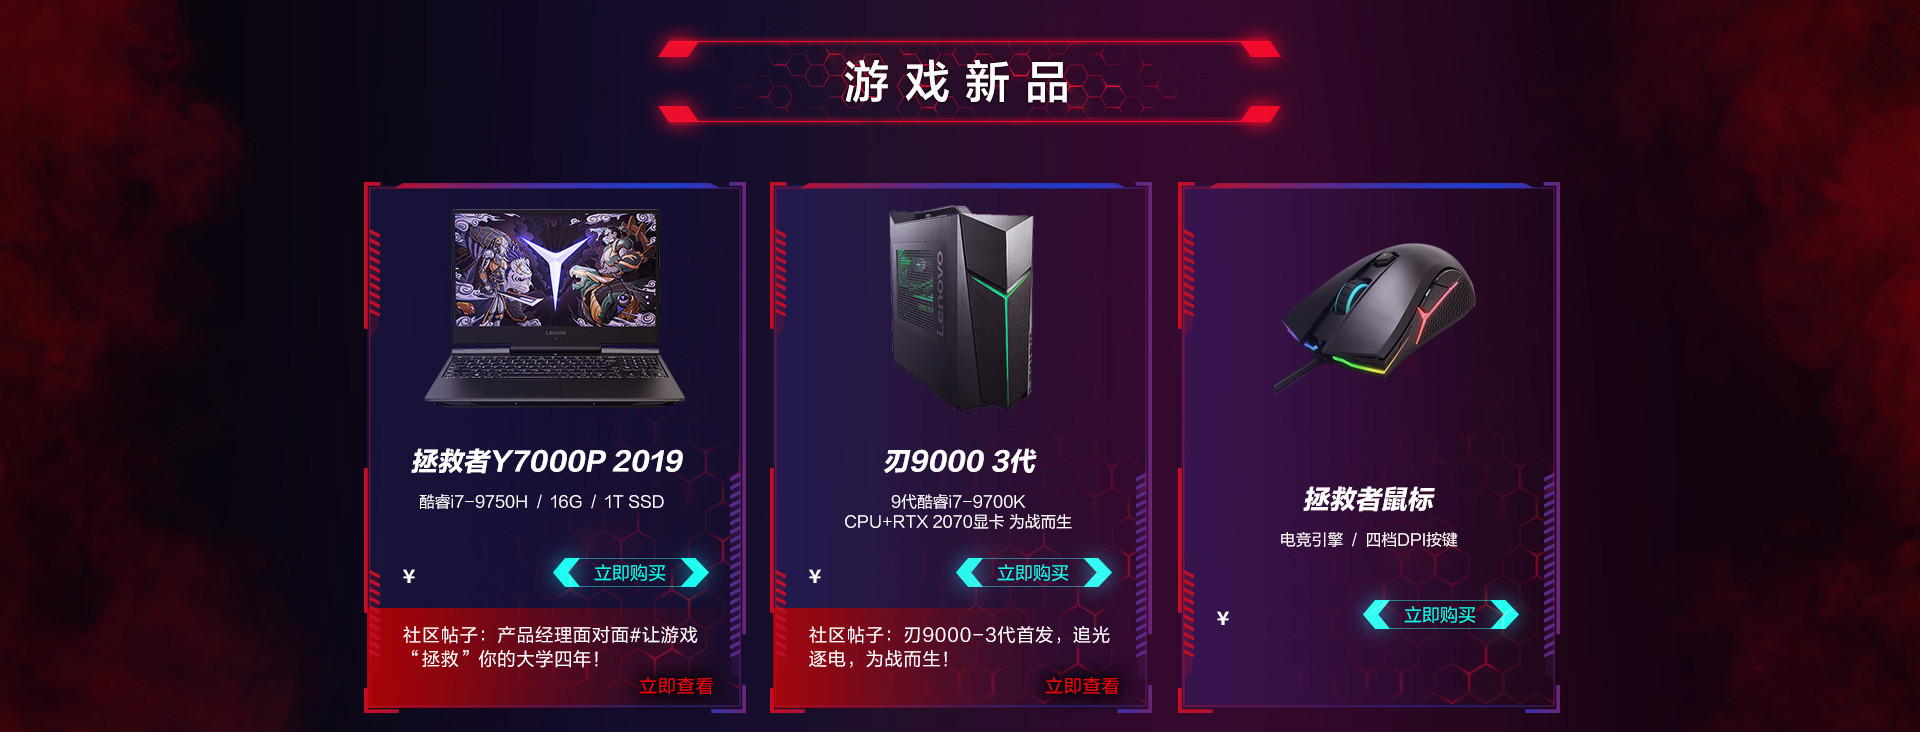 游戏新品
LEGION
Lenovo
拯救者Y7000P 2019
酷睿i7-9750H / 16G / 1T SSD
¥
立即购买
社区帖子：产品经理面对面#让游戏
“拯救”你的大学四年！
立即查看
刃9000 3代
9代酷睿i7-9700K
CPU+RTX 2070显卡 为战而生
¥
立即购买
社区帖子：刃9000-3代首发，追光
逐电，为战而生！
立即查看
拯救者鼠标
电竞引擎 / 四档DPI按键
¥
立即购买